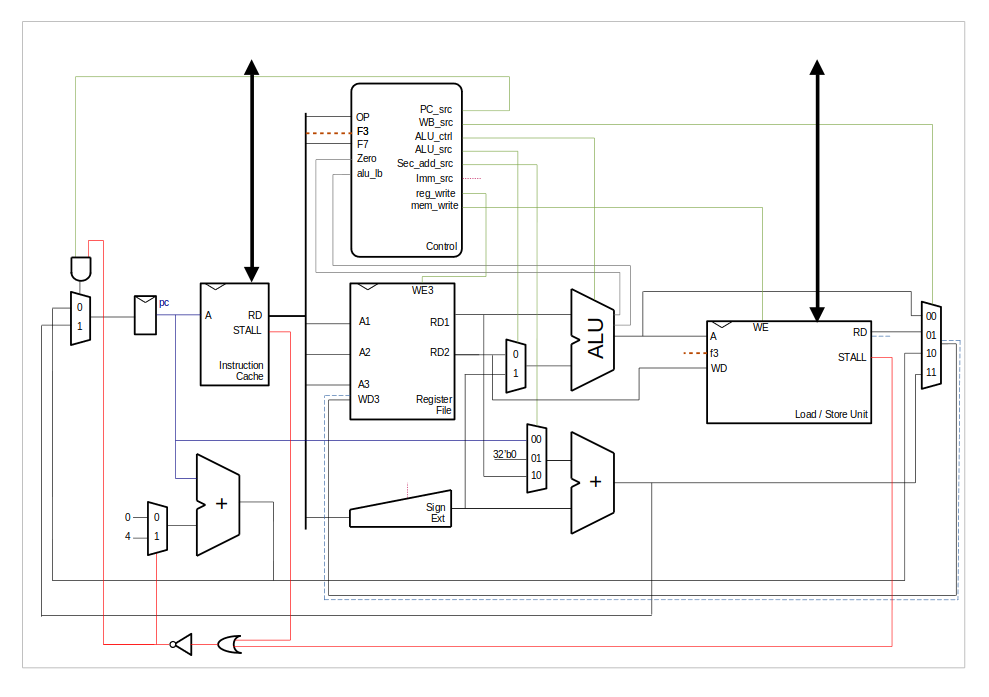 OP
F3
F7
Zero
alu_lb
PC_src
WB_src
ALU_ctrl
ALU_src
Sec_add_src
Imm_src
reg_write
mem_write
Control
0
1
pc
A
RD
STALL
Instruction
Cache
WE3
A1
A2
A3
WD3
RD1
RD2
Register
File
0
1
ALU
WE
A
f3
WD
RD
STALL
Load / Store Unit
00
01
10
11
00
32'b0
01
10
+
Sign
Ext
+
0
4
0
1